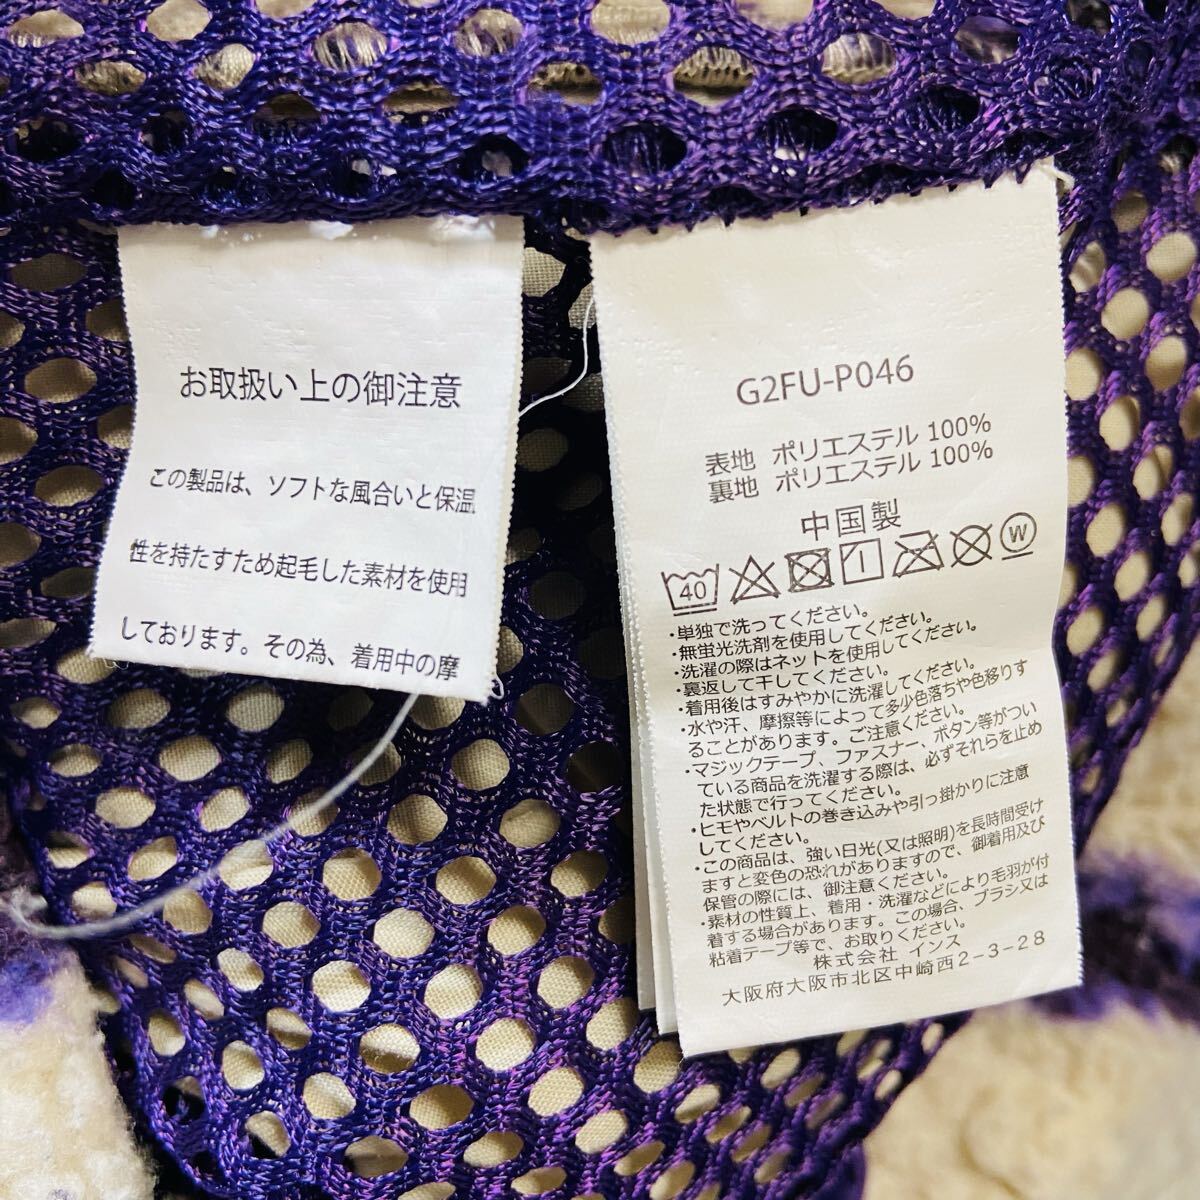 お取扱い上の御注意
この製品は、ソフトな風合いと保温
性を持たすため起毛した素材を使用
しております。その為、着用中の摩
G2FU-P046
表地 ポリエステル 100%
裏地 ポリエステル 100%
中国製
40 W
・単独で洗ってください。
・無蛍光洗剤を使用してください。
・洗濯の際はネットを使用してください。
・裏返して干してください。
・着用後はすみやかに洗濯してください。
・水や汗、摩擦等によって多少色落ちや色移りす
ることがあります。ご注意ください。
・マジックテープ、ファスナー、ボタン等がつい
ている商品を洗濯する際は、必ずそれらを止め
た状態で行ってください。
・ヒモやベルトの巻き込みや引っ掛かりに注意
してください。
・この商品は、強い日光(又は照明)を長時間受け
ますと変色の恐れがありますので、御着用及び
保管の際には、御注意ください。
・素材の性質上、着用・洗濯などにより毛羽が付
着する場合があります。この場合、ブラシ又は
粘着テープ等で、お取りください。
株式会社 インス
大阪府大阪市北区中崎西2-3-28